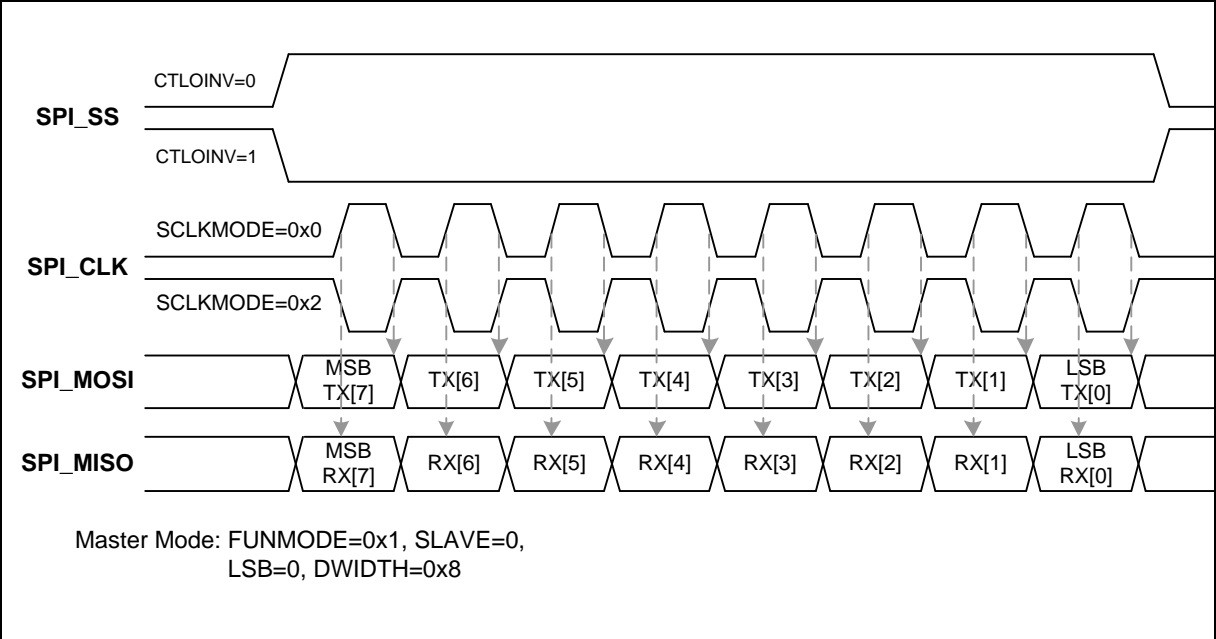 CTLOINV=0
SPI_SS
CTLOINV=1
SCLKMODE=0x0
SPI_CLK
SCLKMODE=0x2
SPI_MOSI
MSB
TX[7]
TX[6]
TX[5]
TX[4]
TX[3]
TX[2]
TX[1]
LSB
TX[0]
SPI_MISO
MSB
RX[7]
RX[6]
RX[5]
RX[4]
RX[3]
RX[2]
RX[1]
LSB
RX[0]
Master Mode: FUNMODE=0x1, SLAVE=0,
LSB=0, DWIDTH=0x8